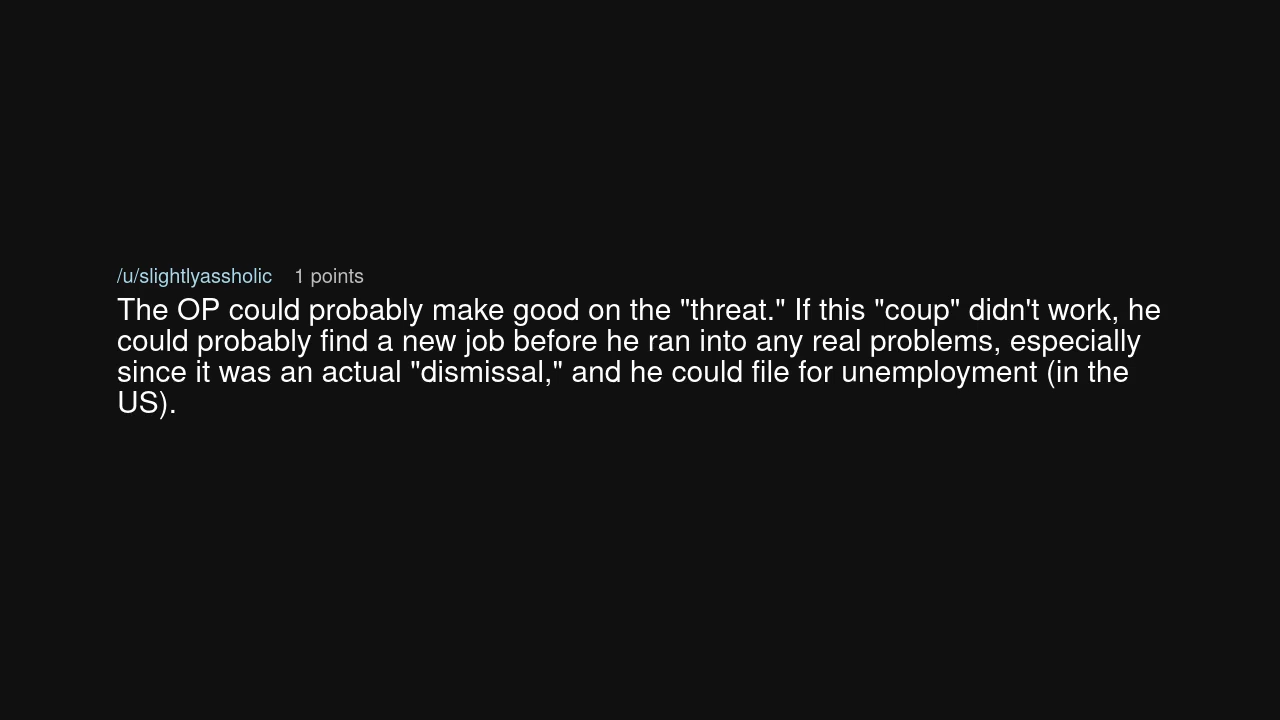 /u/slightlyassholic 1 points
The OP could probably make good on the "threat." If this "coup" didn't work, he
could probably find a new job before he ran into any real problems, especially
since it was an actual "dismissal," and he could file for unemployment (in the
US).